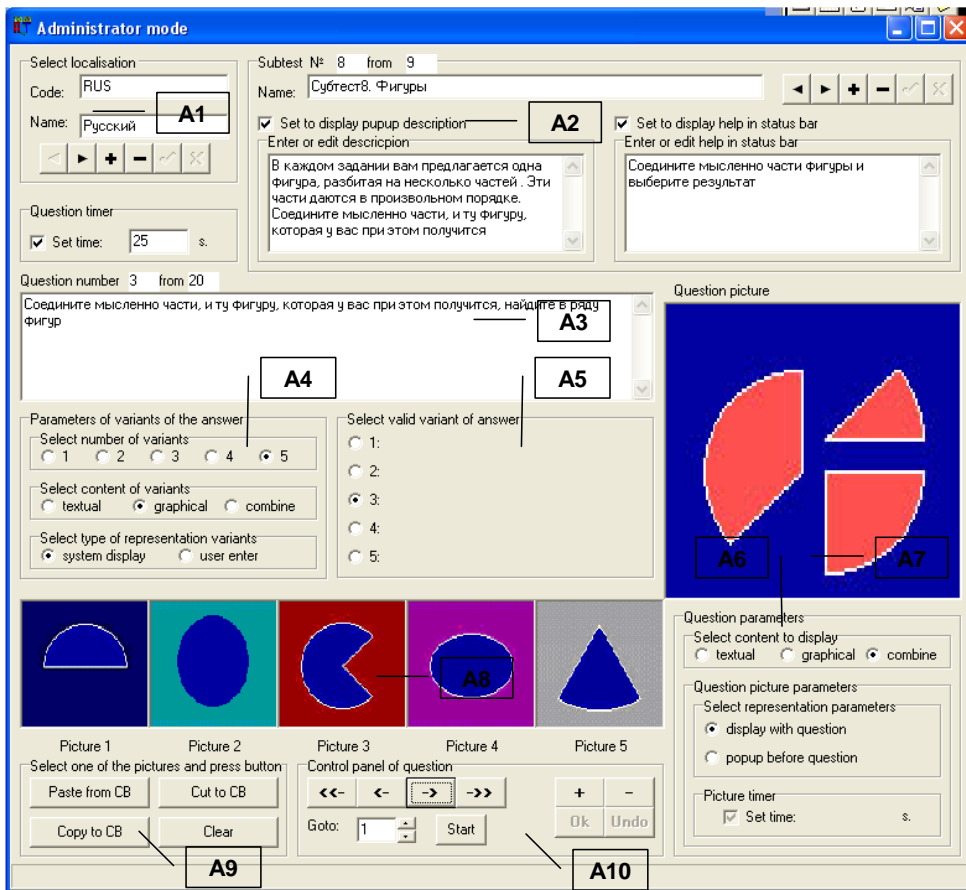 Administrator mode
Select localisation
Code: RUS
A1
Name: Русский
Subtest № 8 from 9
Name: Субтест8. Фигуры
Set to display pupup description
A2
Set to display help in status bar
Enter or edit descricpion
В каждом задании вам предлагается одна
фигура, разбитая на несколько частей . Эти
части даются в произвольном порядке.
Соедините мысленно части, и ту фигуру,
которая у вас при этом получится
Enter or edit help in status bar
Соедините мысленно части фигуры и
выберите результат
Question timer
Set time: 25 s.
Question number 3 from 20
Соедините мысленно части, и ту фигуру, которая у вас при этом получится, найдите в ряду
фигур
A3
A4
A5
Question picture
A6
A7
Parameters of variants of the answer
Select number of variants
1 2 3 4 5
Select content of variants
textual graphical combine
Select type of representation variants
system display user enter
Select valid variant of answer
1:
2:
3:
4:
5:
A8
Picture 1 Picture 2 Picture 3 Picture 4 Picture 5
Question parameters
Select content to display
textual graphical combine
Question picture parameters
Select representation parameters
display with question
popup before question
Picture timer
Set time: s.
Select one of the pictures and press button
Paste from CB Cut to CB
Copy to CB Clear
A9
Control panel of question
<<- <- -> ->> + -
Goto: 1 Start Ok Undo
A10